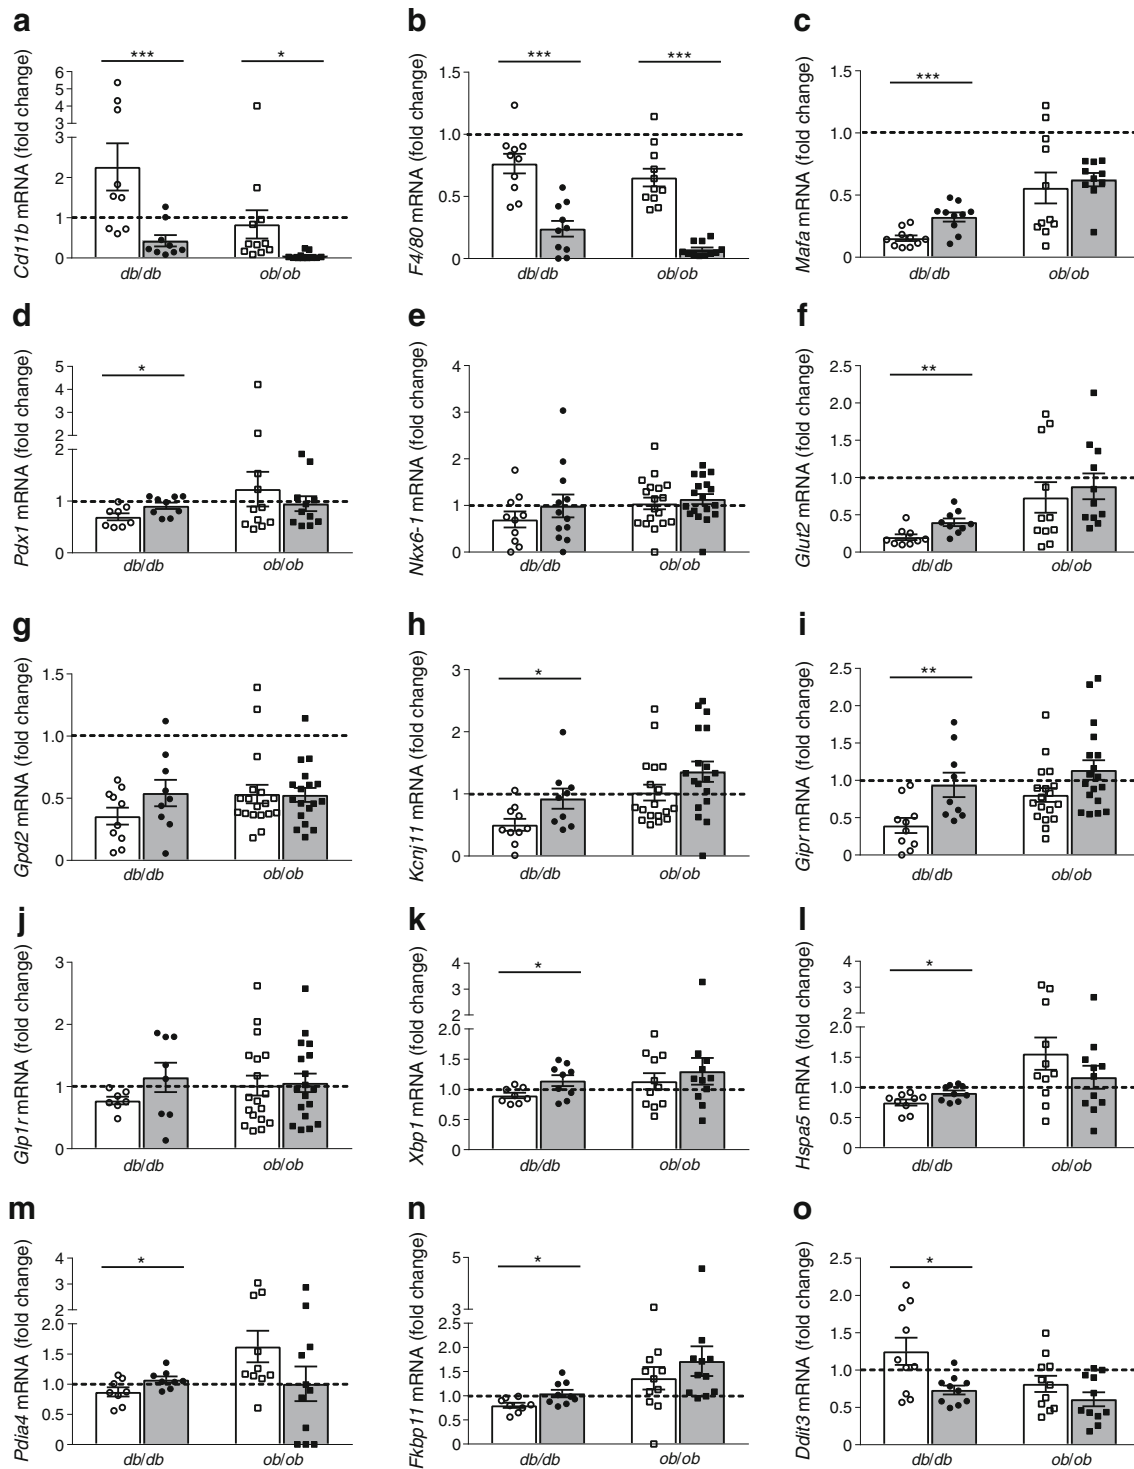 a
b
c
***
*
***
***
***
Cd11b mRNA (fold change)
6
5
4
3
3
2
1
0
db/db
ob/ob
F4/80 mRNA (fold change)
1.5
1.0
0.5
0
db/db
ob/ob
Mafa mRNA (fold change)
1.5
1.0
0.5
0
db/db
ob/ob
d
e
f
*
**
Pdx1 mRNA (fold change)
5
4
3
2
2
1
0
db/db
ob/ob
Nkx6-1 mRNA (fold change)
4
3
2
1
0
db/db
ob/ob
Glut2 mRNA (fold change)
2.5
2.0
1.5
1.0
0.5
0
db/db
ob/ob
g
h
i
*
**
Gpd2 mRNA (fold change)
1.5
1.0
0.5
0
db/db
ob/ob
Kcnj11 mRNA (fold change)
3
2
1
0
db/db
ob/ob
Gipr mRNA (fold change)
2.5
2.0
1.5
1.0
0.5
0
db/db
ob/ob
j
k
l
*
*
Glp1r mRNA (fold change)
3
2
1
0
db/db
ob/ob
Xbp1 mRNA (fold change)
4
3
2
2.0
1.5
1.0
0.5
0
db/db
ob/ob
Hspa5 mRNA (fold change)
4
3
2
2.0
1.5
1.0
0.5
0
db/db
ob/ob
m
n
o
*
*
*
Pdia4 mRNA (fold change)
4
3
2
2.0
1.5
1.0
0.5
0
db/db
ob/ob
Fkbp11 mRNA (fold change)
5
3
2.5
2.0
1.5
1.0
0.5
0
db/db
ob/ob
Ddit3 mRNA (fold change)
2.5
2.0
1.5
1.0
0.5
0
db/db
ob/ob